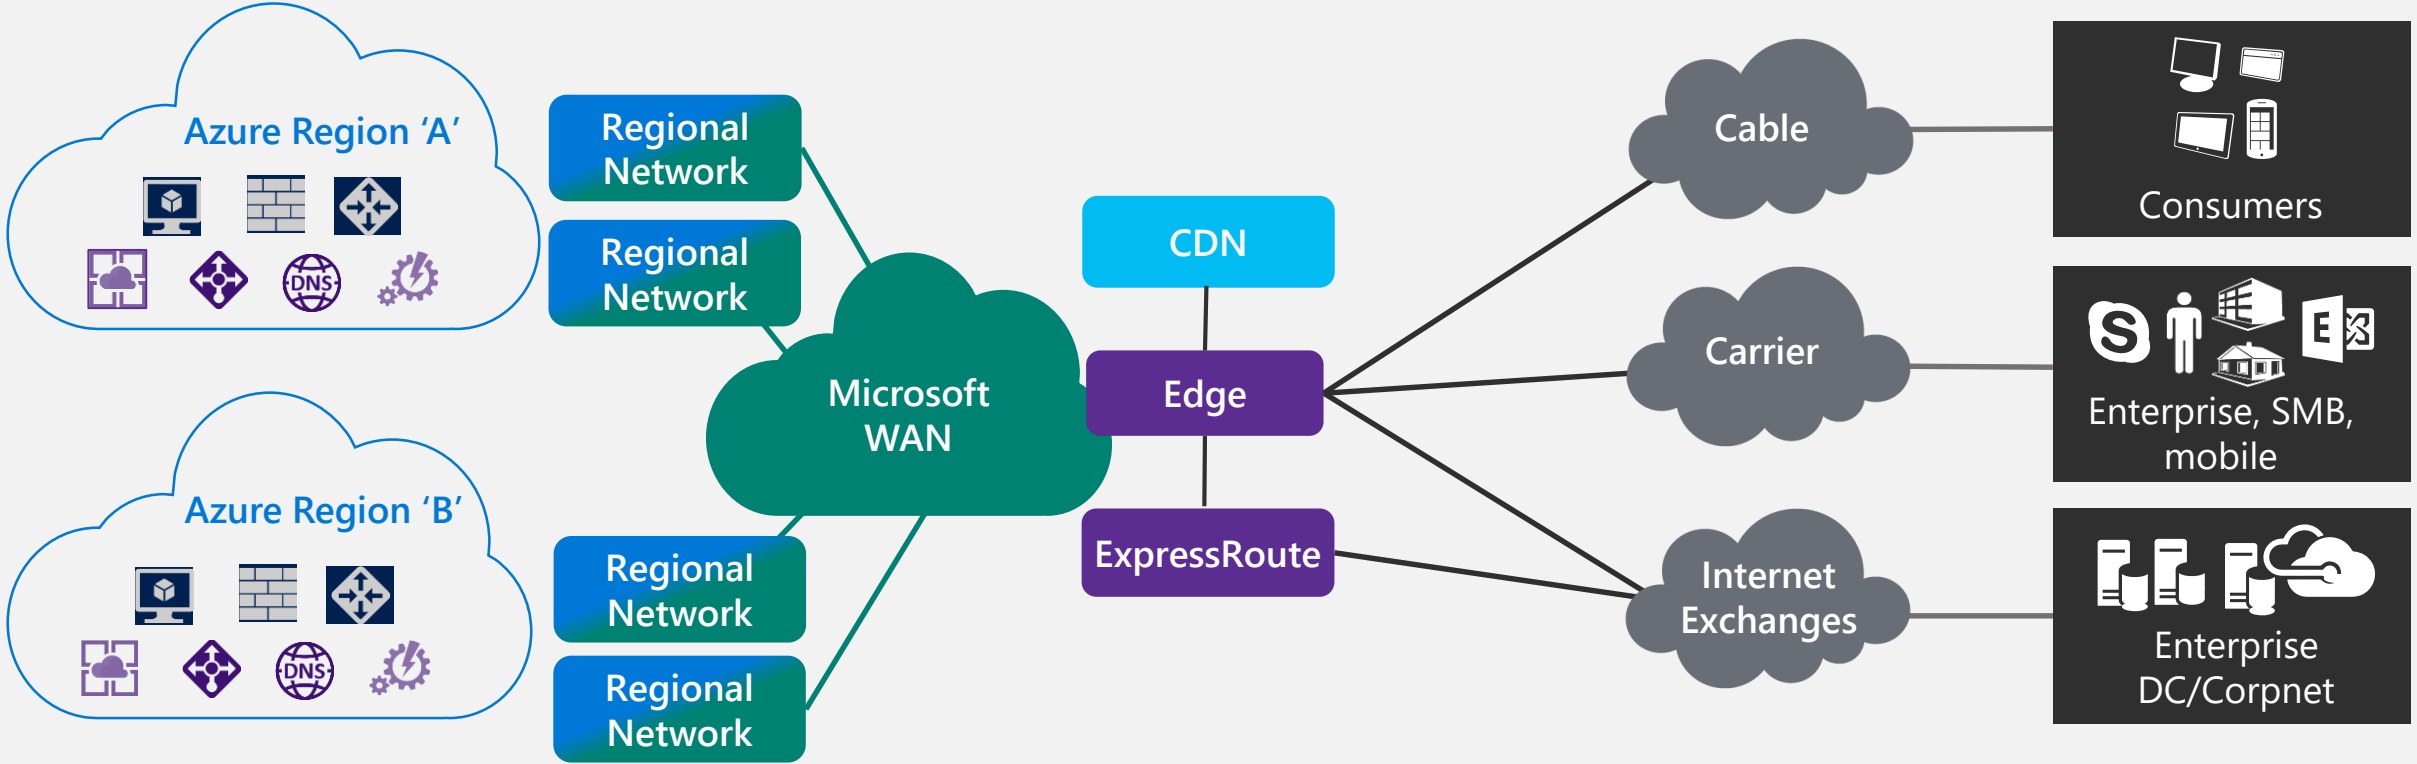 Azure Region ‘A’
DNS
Azure Region ‘B’
DNS
Regional
Network
Regional
Network
Regional
Network
Regional
Network
Microsoft
WAN
CDN
Edge
ExpressRoute
Cable
Carrier
Internet
Exchanges
Consumers
S
E
Enterprise, SMB,
mobile
Enterprise
DC/Corpnet